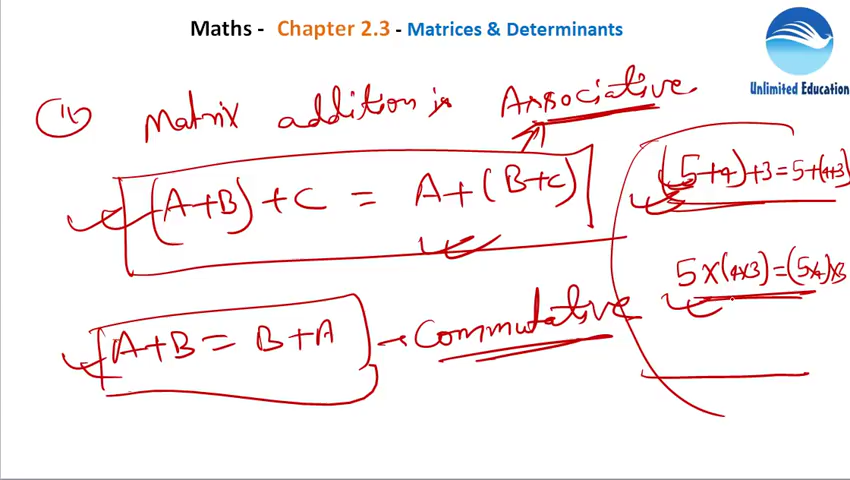 Maths - Chapter 2.3 - Matrices & Determinants
Unlimited Education
(iv) Matrix addition is Associative
(A+B)+C = A+(B+C)
A+B = B+A - Commutative
(5+4)+3=5+(4+3)
5×(4×3)=(5×4)×3